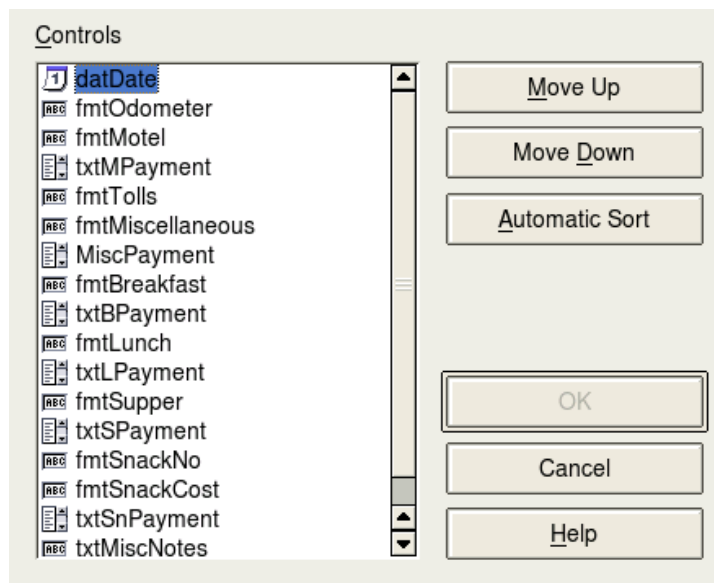 Controls
datDate
fmtOdometer
fmtMotel
txtMPayment
fmtTolls
fmtMiscellaneous
MiscPayment
fmtBreakfast
txtBPayment
fmtLunch
txtLPayment
fmtSupper
txtSPayment
fmtSnackNo
fmtSnackCost
txtSnPayment
txtMiscNotes
Move Up
Move Down
Automatic Sort
OK
Cancel
Help